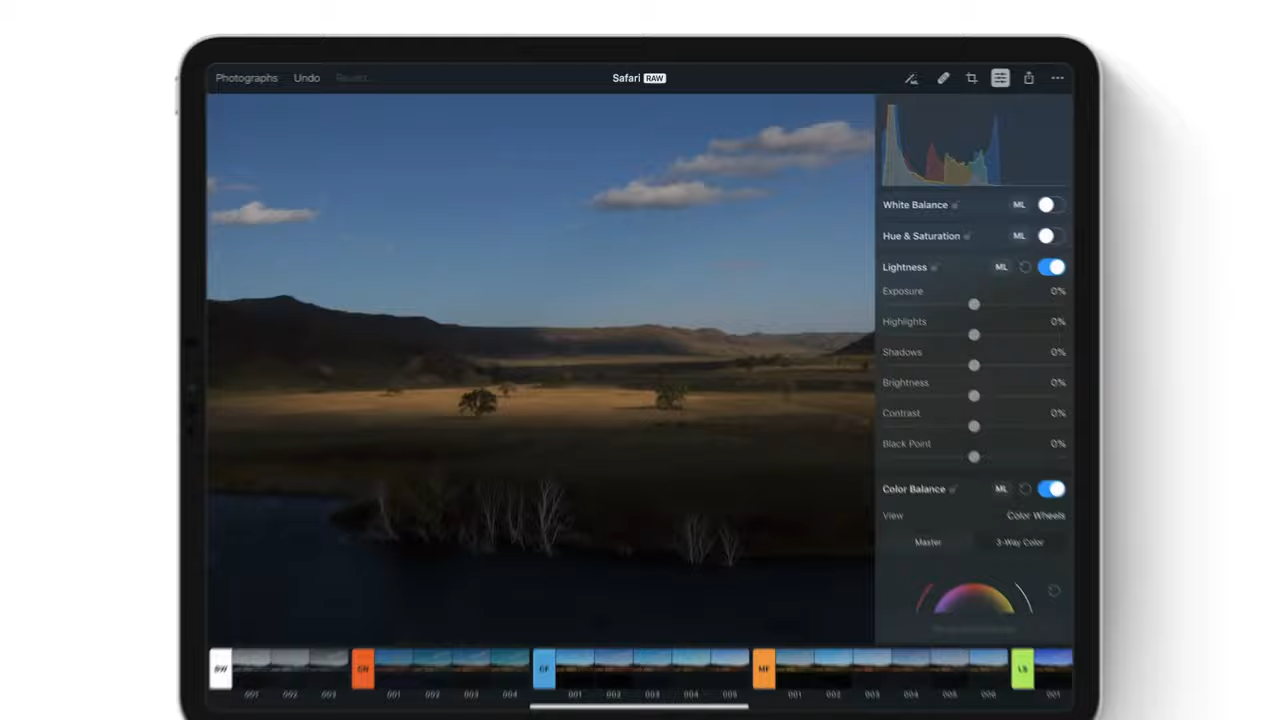 Photographs Undo Revert... Safari RAW
White Balance ML
Hue & Saturation ML
Lightness ML
Exposure 0%
Highlights 0%
Shadows 0%
Brightness 0%
Contrast 0%
Black Point 0%
Color Balance ML
View Color Wheels
Master 3-Way Color
BW CN CF MF LS
001 002 003 001 002 003 004 001 002 003 004 005 001 002 003 004 005 006 001